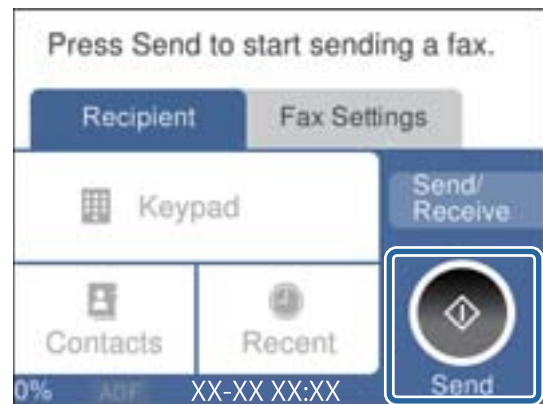 Press Send to start sending a fax.
Recipient
Fax Settings
Keypad
Send/
Receive
Contacts
Recent
0% ADF XX-XX XX:XX
Send